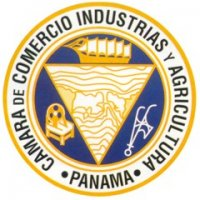 CAMARA DE COMERCIO INDUSTRIAS Y AGRICULTURA
• PANAMA •